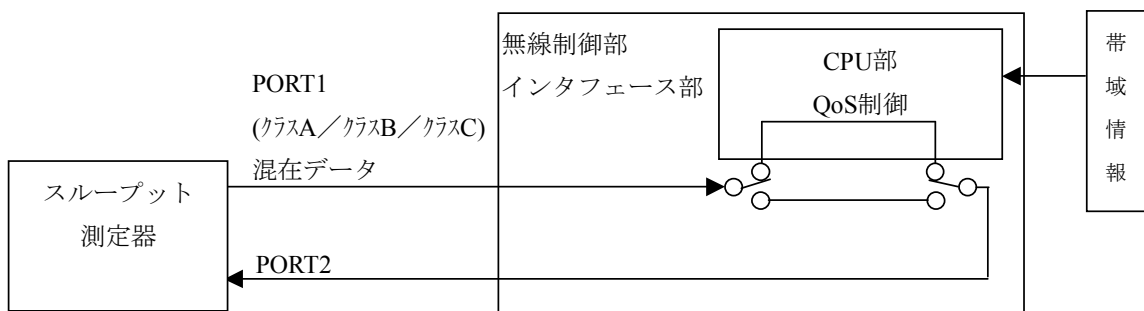 無線制御部
インタフェース部
CPU部
QoS制御
帯域情報
PORT1
(ｸﾗｽA／ｸﾗｽB／ｸﾗｽC)
混在データ
スループット
測定器
PORT2